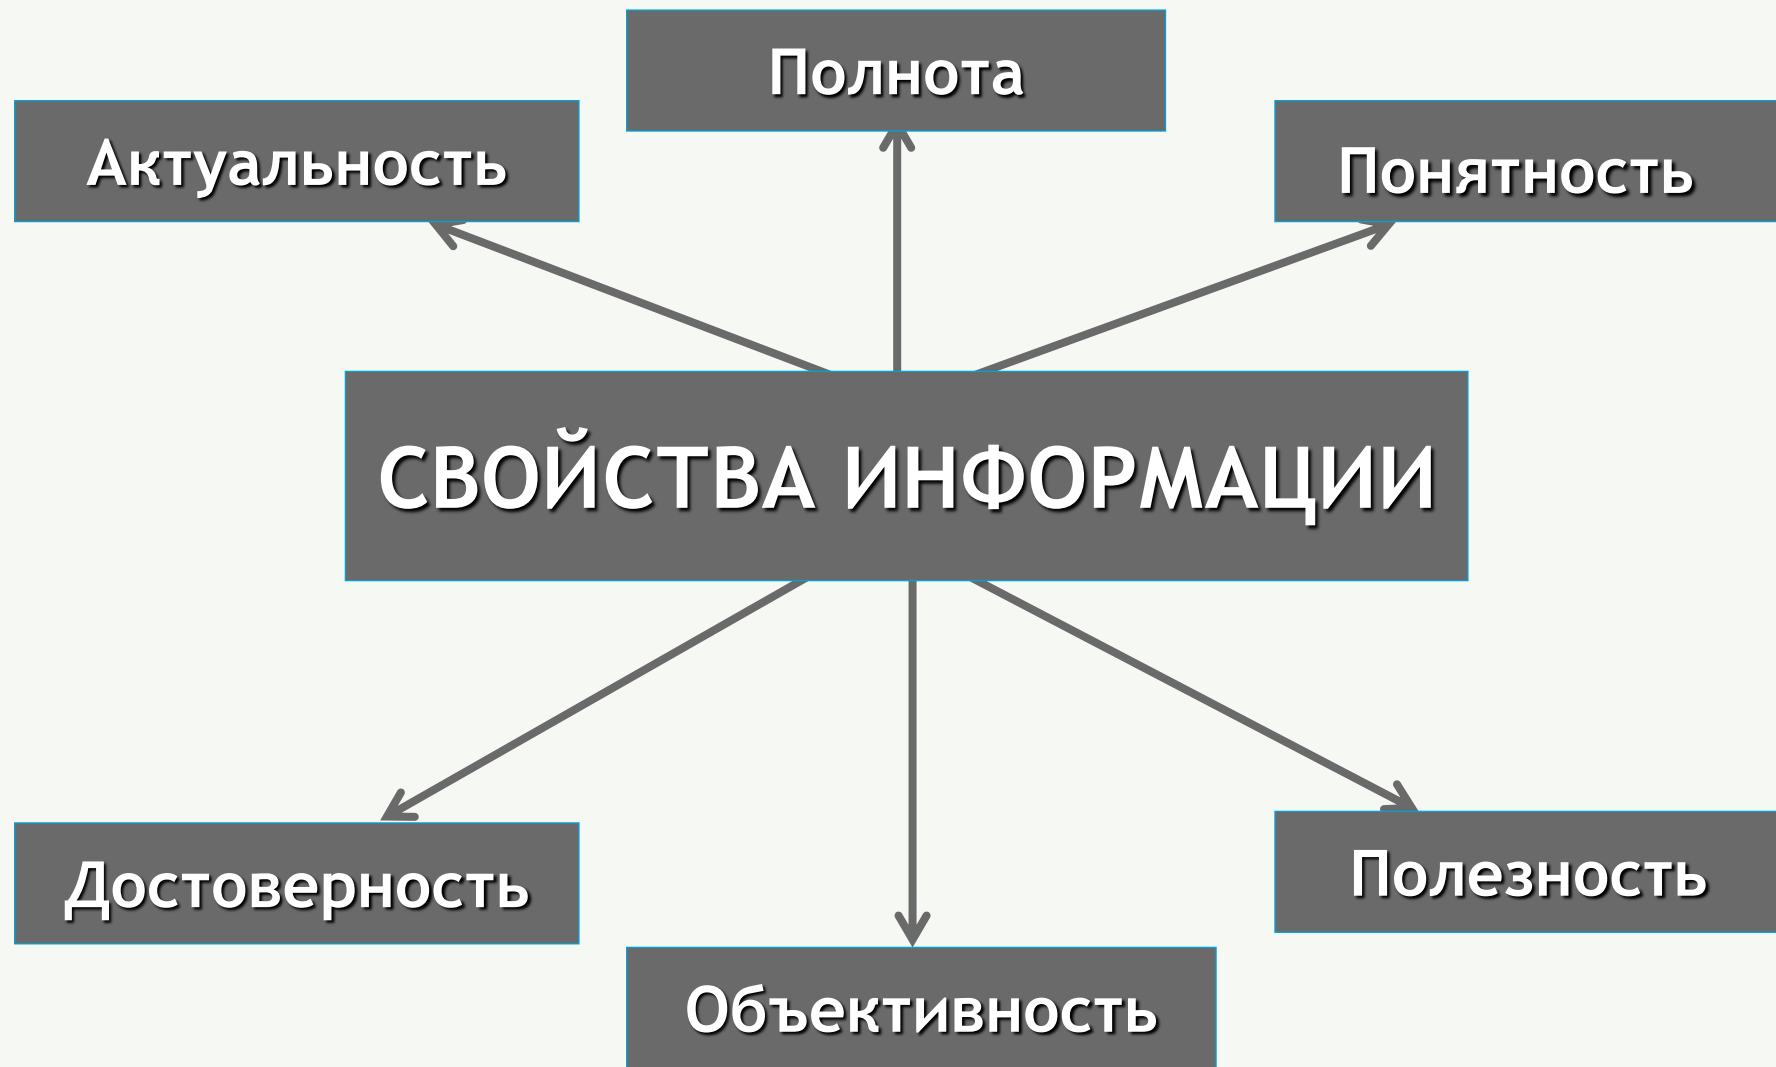 Полнота
Актуальность
Понятность
СВОЙСТВА ИНФОРМАЦИИ
Достоверность
Полезность
Объективность